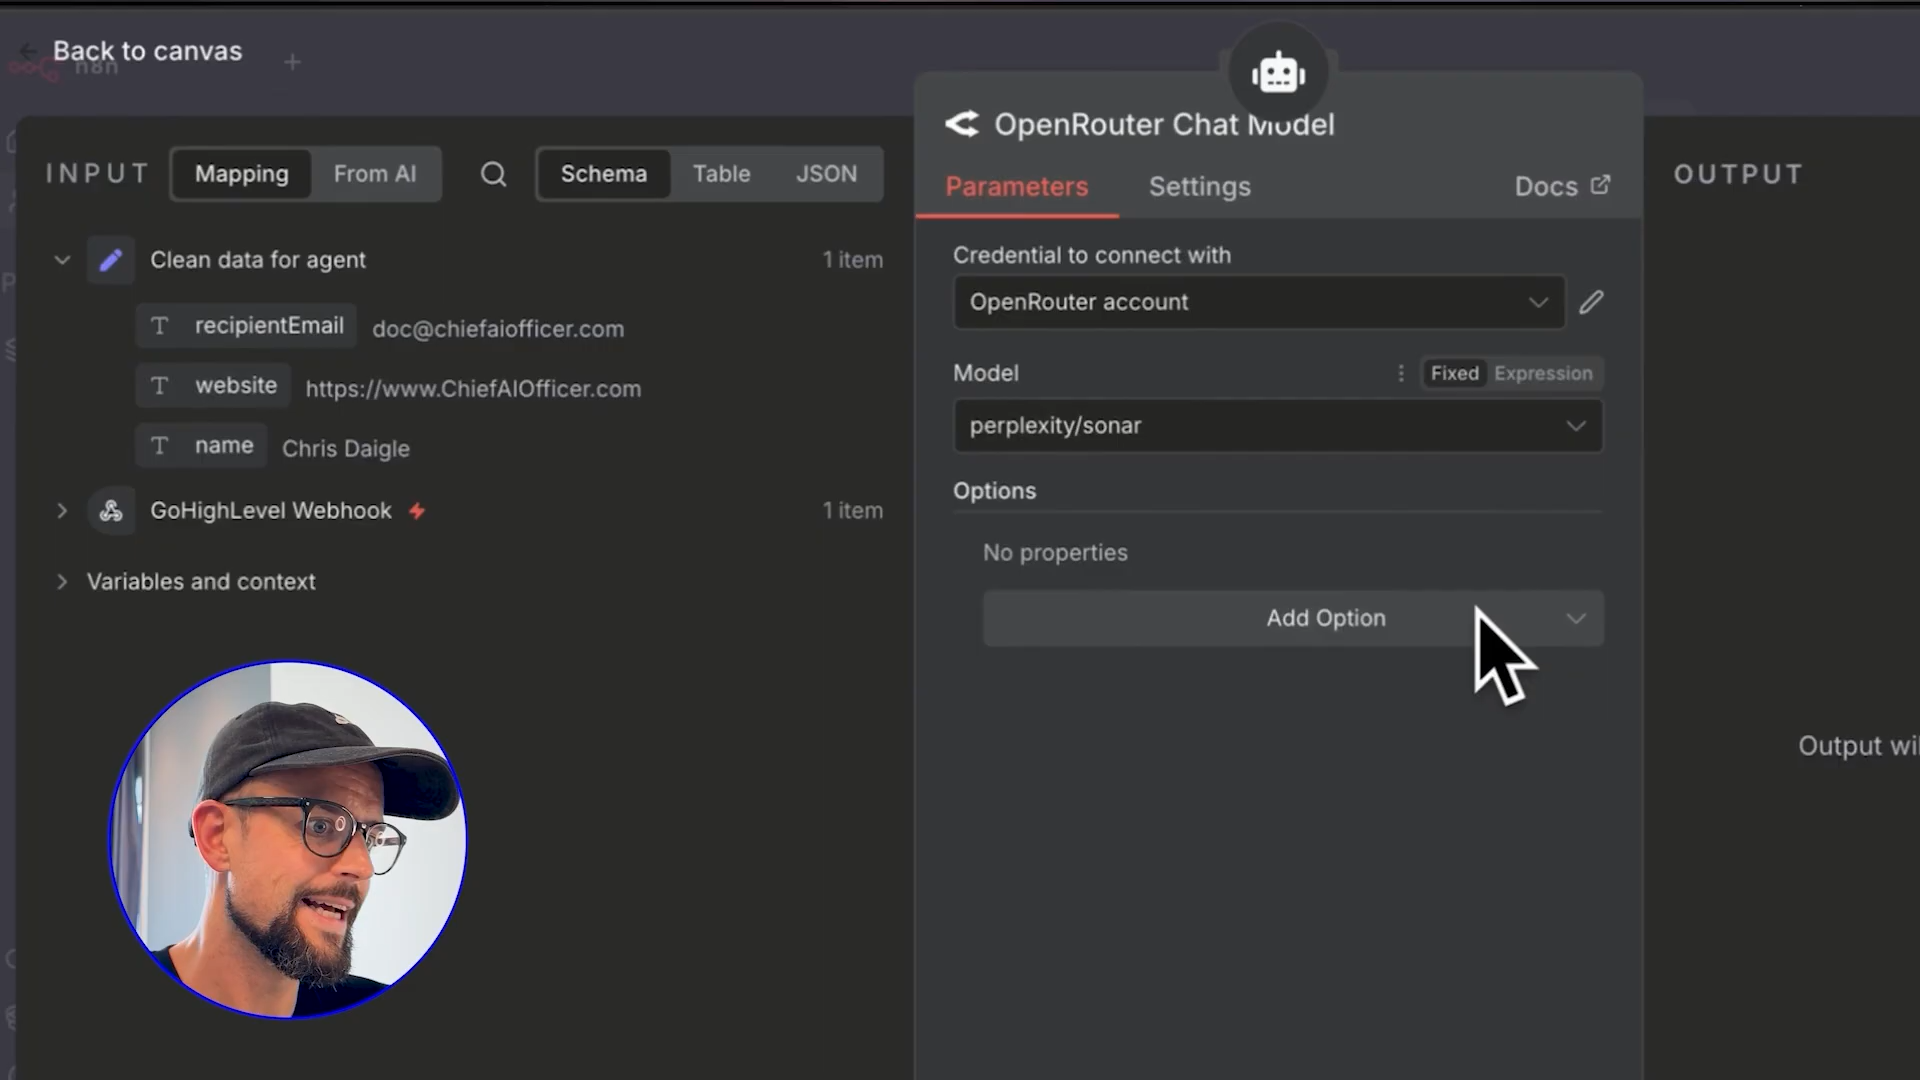 Back to canvas
n8n
INPUT
Mapping
From AI
Schema
Table
JSON
Clean data for agent
1 item
T recipientEmail doc@chiefaiofficer.com
T website https://www.ChiefAIOfficer.com
T name Chris Daigle
GoHighLevel Webhook
1 item
Variables and context
OpenRouter Chat Model
Parameters
Settings
Docs
Credential to connect with
OpenRouter account
Model
Fixed
Expression
perplexity/sonar
Options
No properties
Add Option
OUTPUT
Output wil